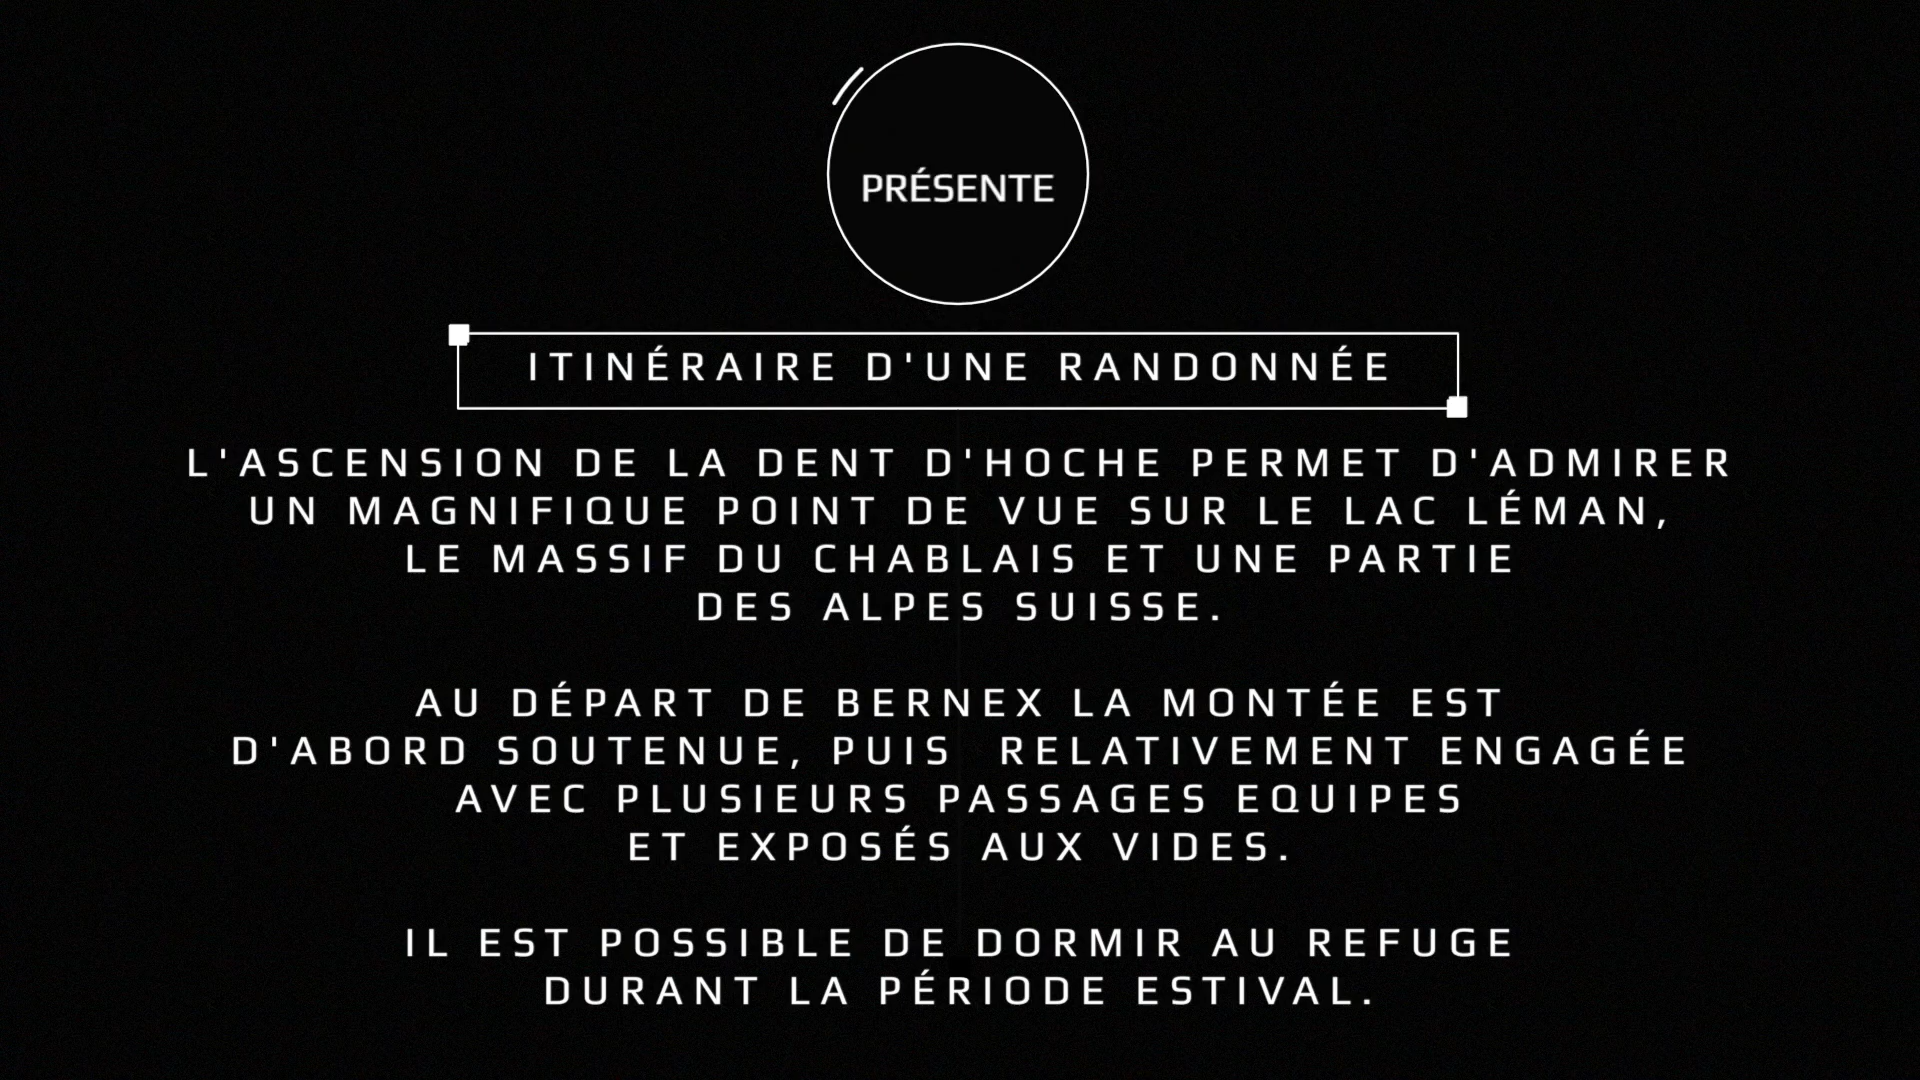 PRÉSENTE
ITINÉRAIRE D'UNE RANDONNÉE
L'ASCENSION DE LA DENT D'HOCHE PERMET D'ADMIRER
UN MAGNIFIQUE POINT DE VUE SUR LE LAC LÉMAN,
LE MASSIF DU CHABLAIS ET UNE PARTIE
DES ALPES SUISSE.
AU DÉPART DE BERNEX LA MONTÉE EST
D'ABORD SOUTENUE, PUIS  RELATIVEMENT ENGAGÉE
AVEC PLUSIEURS PASSAGES EQUIPES
ET EXPOSÉS AUX VIDES.
IL EST POSSIBLE DE DORMIR AU REFUGE
DURANT LA PÉRIODE ESTIVAL.